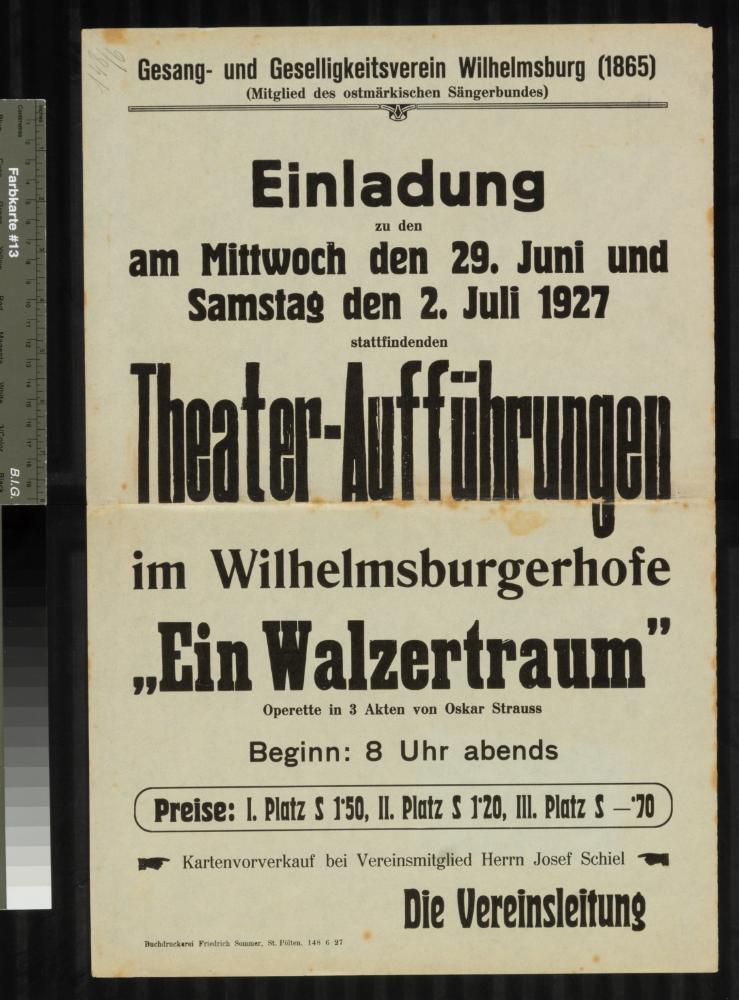 Gesang- und Geselligkeitsverein Wilhelmsburg (1865)
(Mitglied des ostmärkischen Sängerbundes)
Einladung
zu den
am Mittwoch den 29. Juni und
Samstag den 2. Juli 1927
stattfindenden
Theater-Aufführungen
im Wilhelmsburgerhofe
„Ein Walzertraum”
Operette in 3 Akten von Oskar Strauss
Beginn: 8 Uhr abends
Preise: I. Platz S 1·50, II. Platz S 1·20, III. Platz S —·70
Kartenvorverkauf bei Vereinsmitglied Herrn Josef Schiel
Die Vereinsleitung
Buchdruckerei Friedrich Sommer, St. Pölten. 148 6 27
Farbkarte #13
B.I.G.